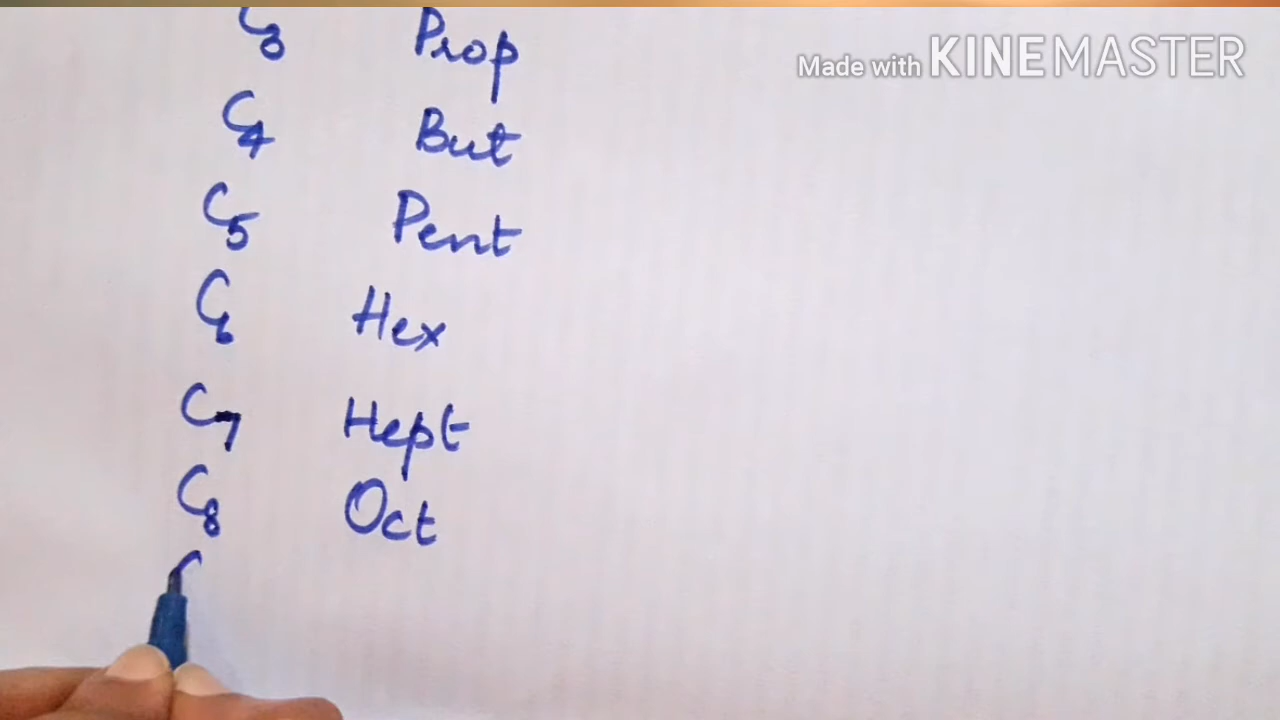 C3 Prop
Made with KINEMASTER
C4 But
C5 Pent
C6 Hex
C7 Hept
C8 Oct
C